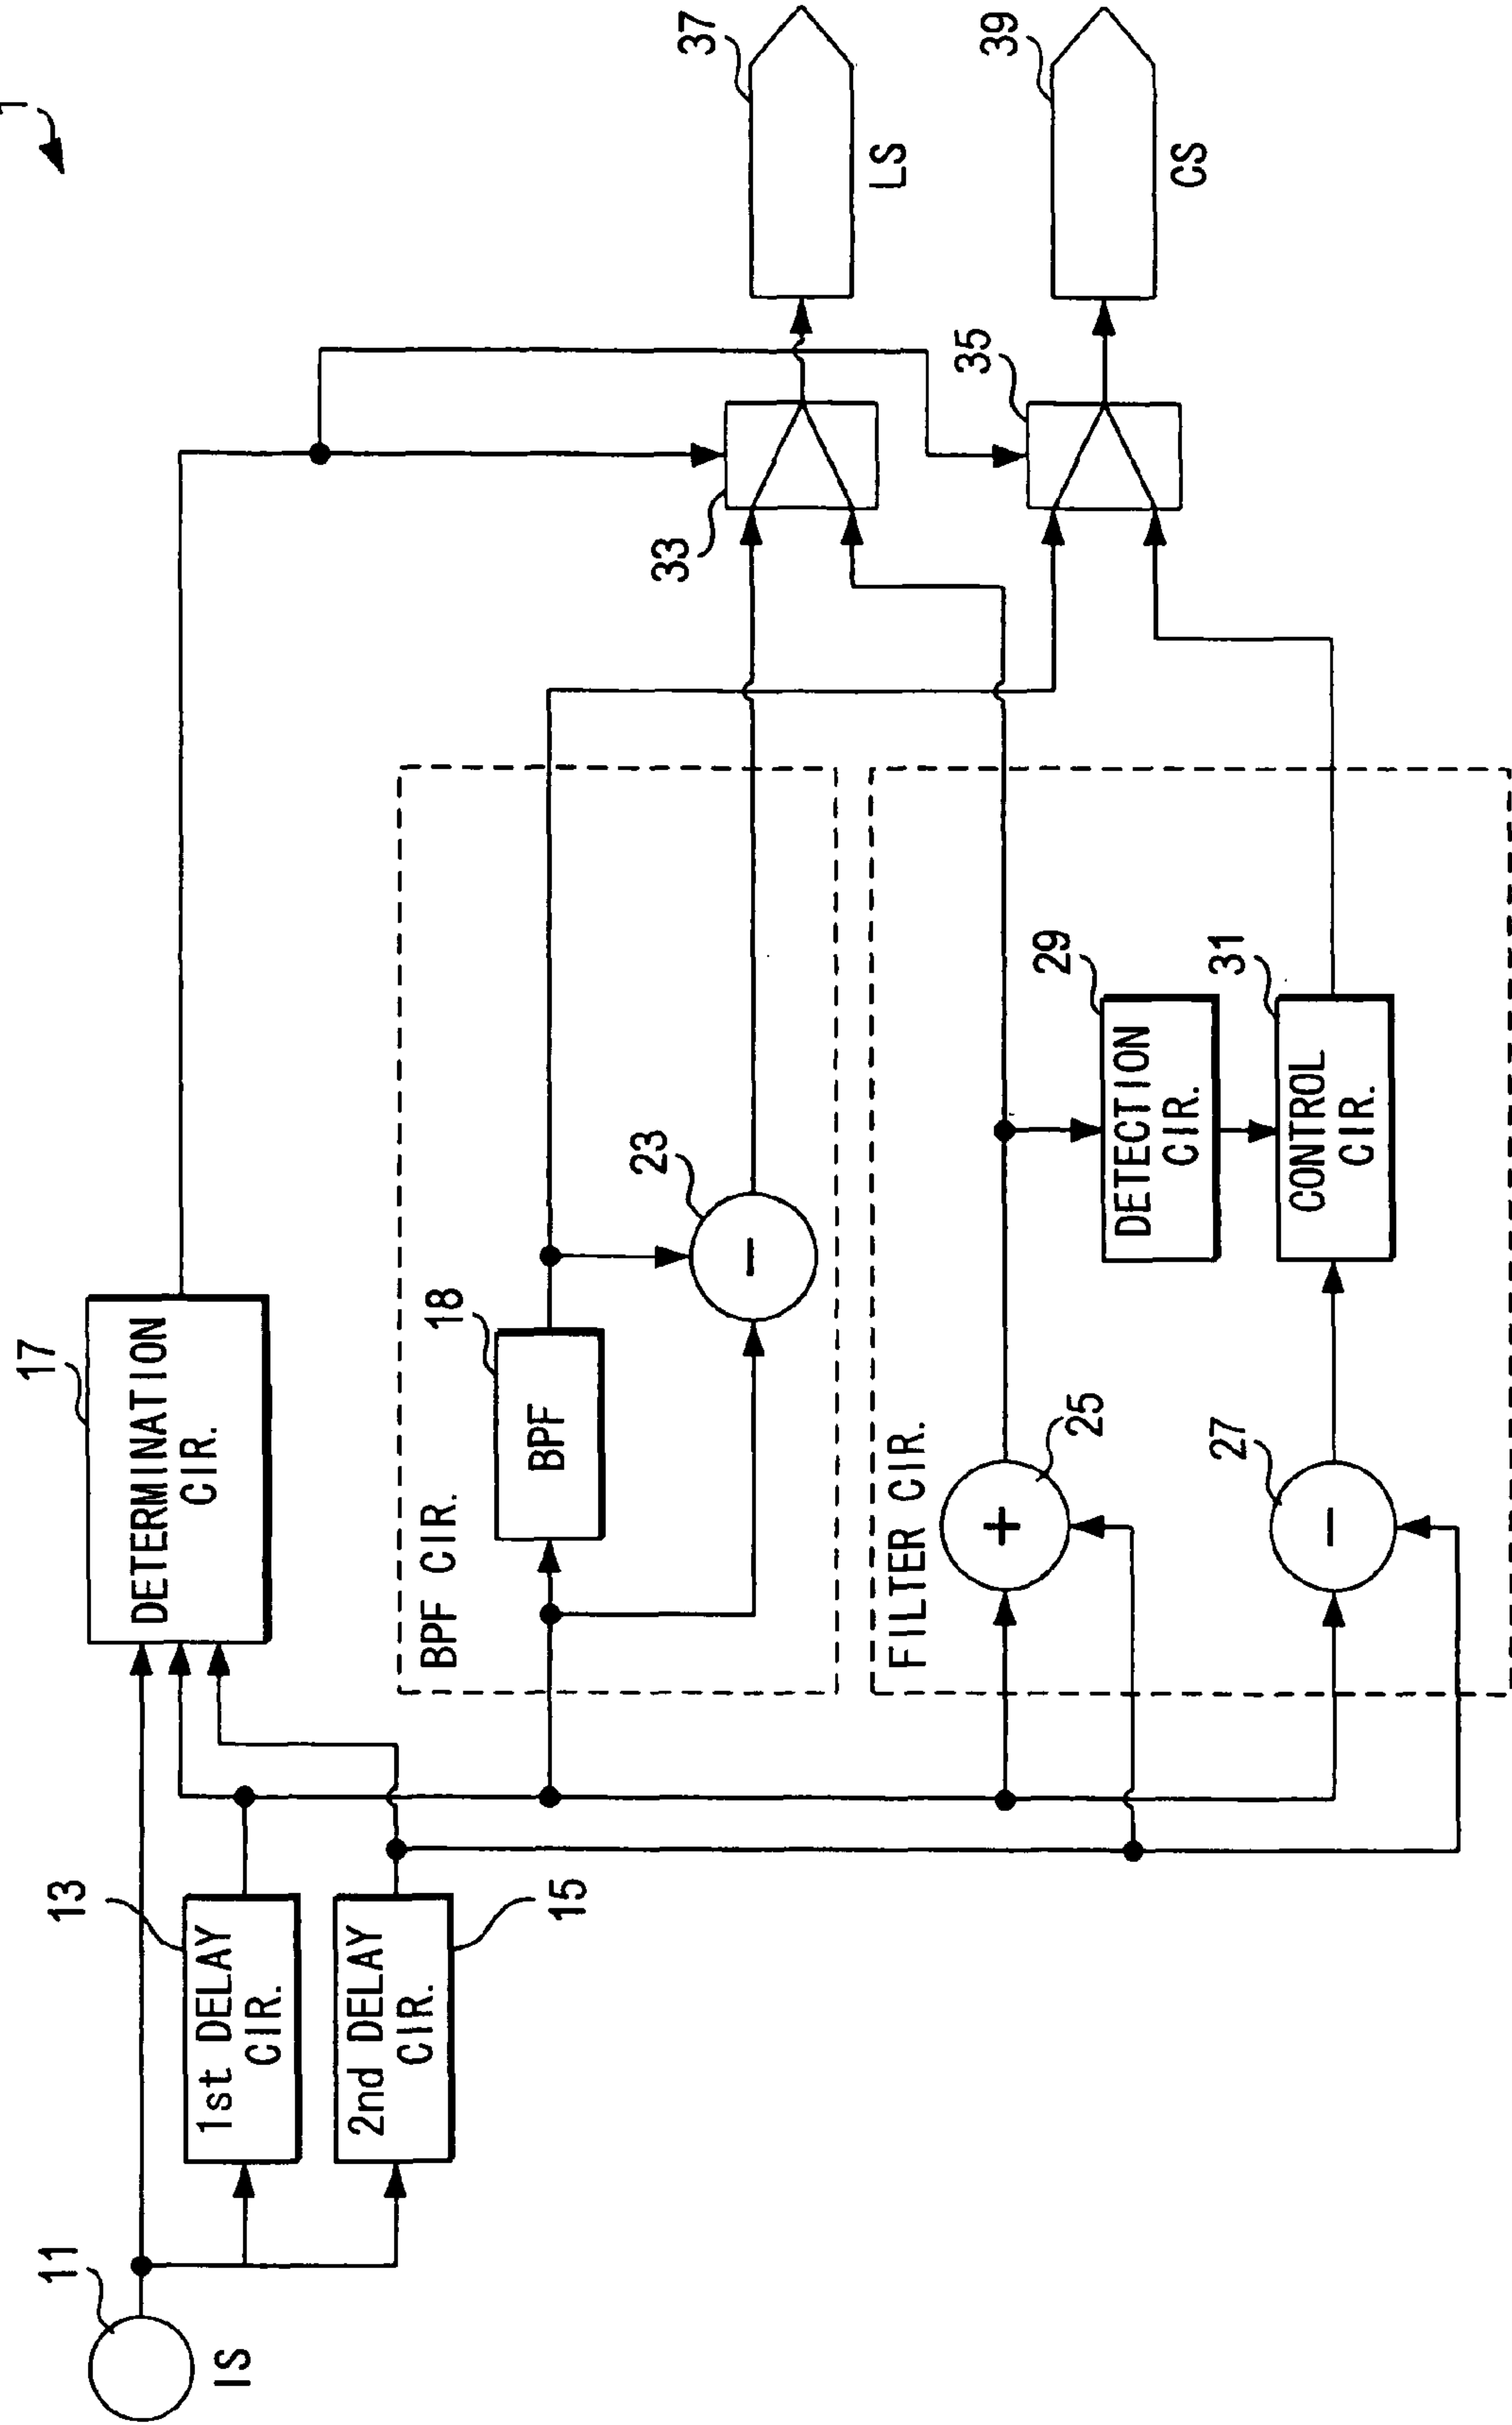 1
11
IS
13
1st DELAY
CIR.
2nd DELAY
CIR.
15
17
DETERMINATION
CIR.
BPF CIR.
18
BPF
23
−
FILTER CIR.
25
+
27
−
29
DETECTION
CIR.
31
CONTROL
CIR.
33
35
37
LS
39
CS